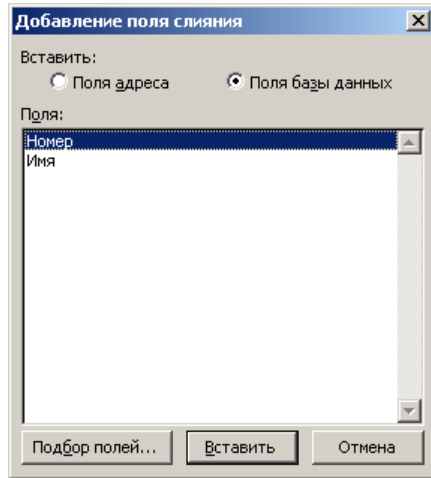 Добавление поля слияния
Вставить:
Поля адреса Поля базы данных
Поля:
Номер
Имя
Подбор полей... Вставить Отмена